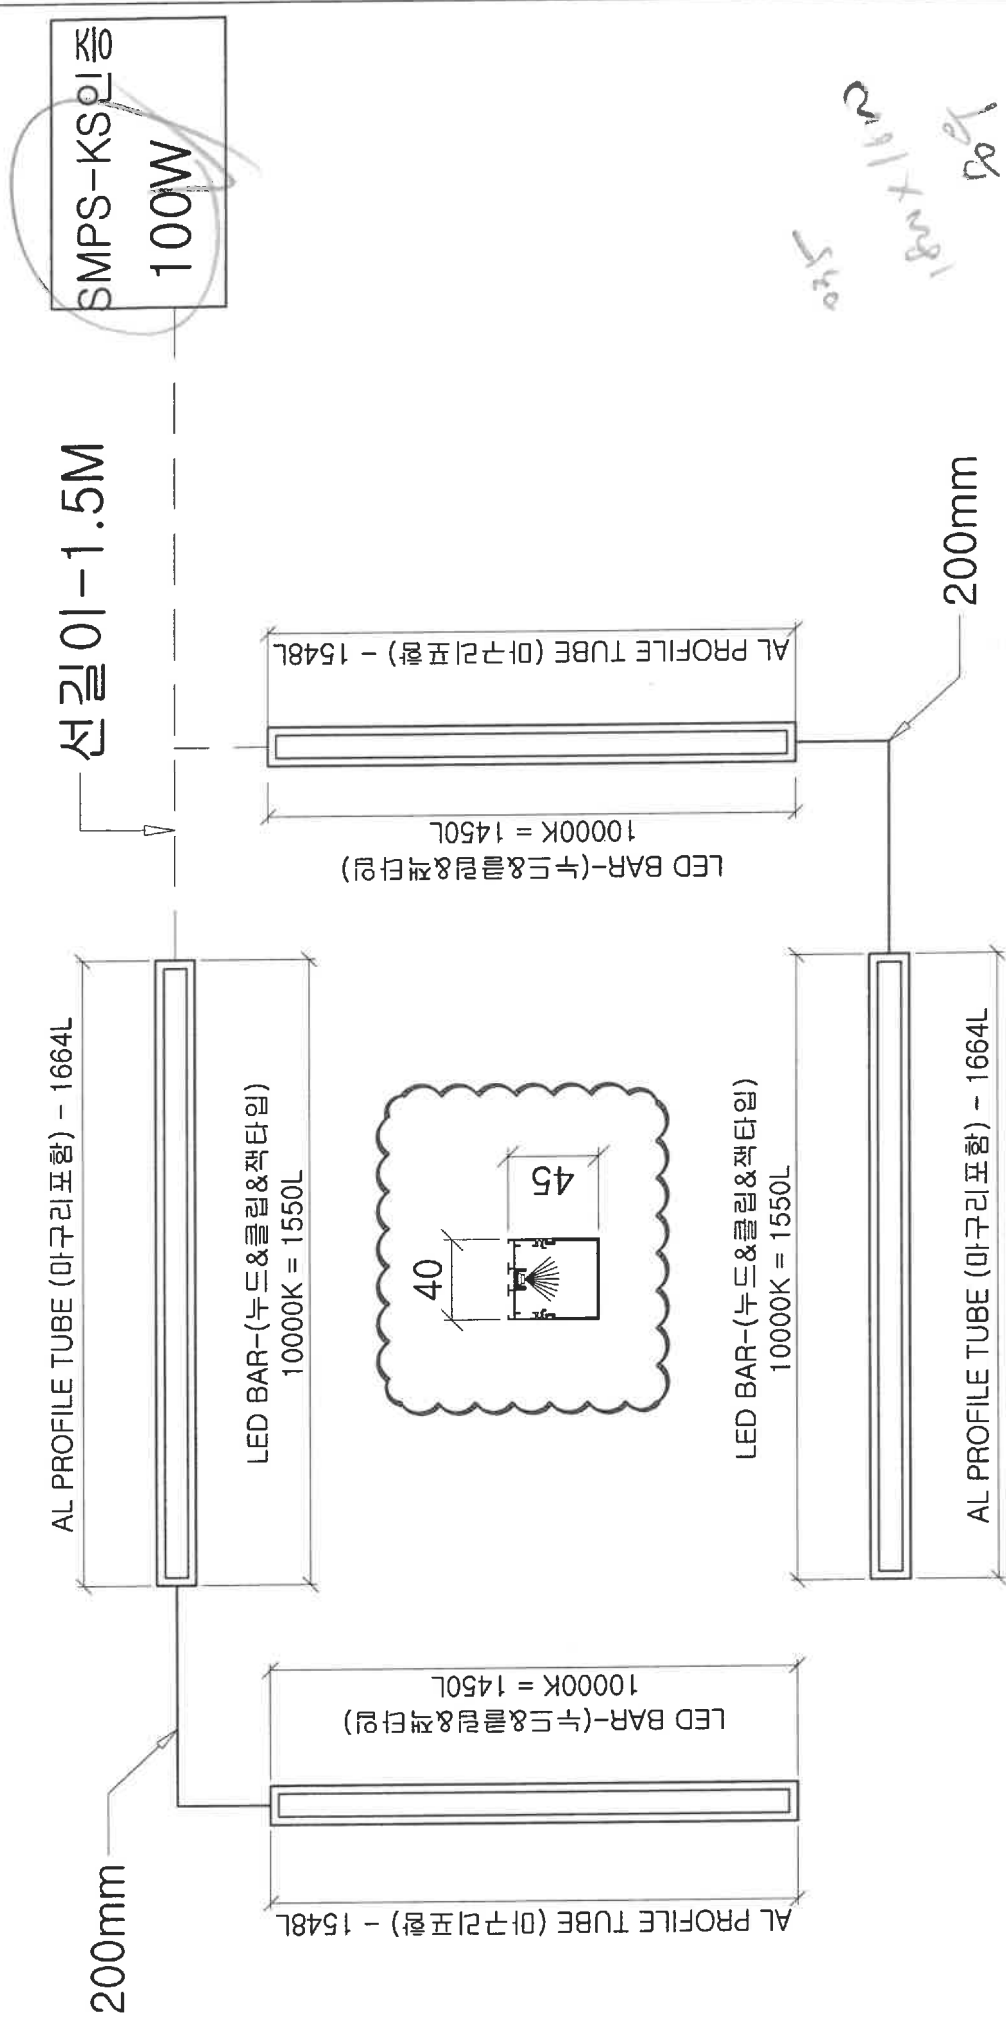 SMPS-KS인증
100W
선길이-1.5M
AL PROFILE TUBE (마구리포함) - 1664L
LED BAR-(누드&클립&잭타입)
10000K = 1550L
AL PROFILE TUBE (마구리포함) - 1548L
LED BAR-(누드&클립&잭타입)
10000K = 1450L
200mm
40
45
200mm
LED BAR-(누드&클립&잭타입)
10000K = 1450L
AL PROFILE TUBE (마구리포함) - 1548L
LED BAR-(누드&클립&잭타입)
10000K = 1550L
AL PROFILE TUBE (마구리포함) - 1664L